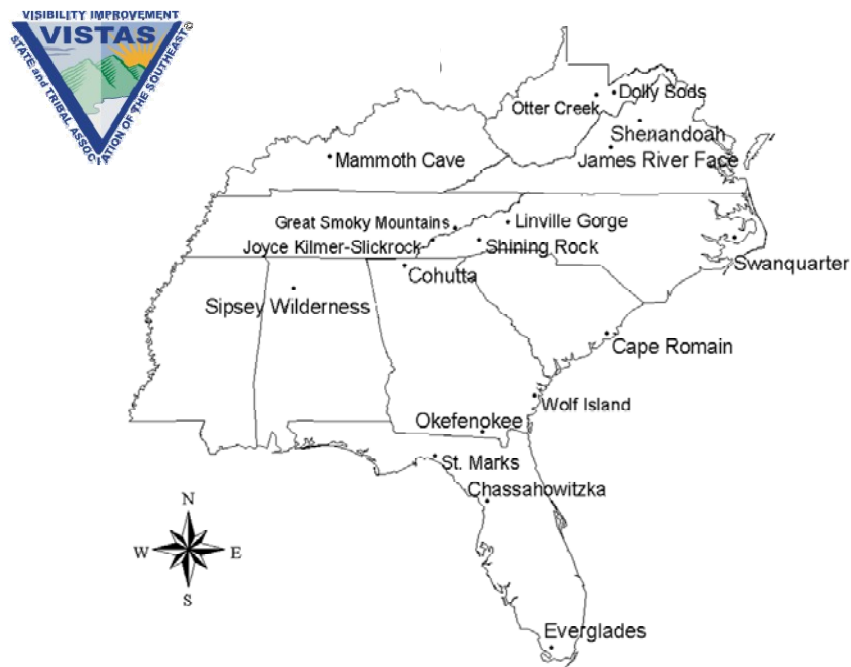 VISIBILITY IMPROVEMENT
VISTAS
STATE and TRIBAL ASSOCIATION OF THE SOUTHEAST
©
Dolly Sods
Otter Creek
Shenandoah
James River Face
Mammoth Cave
Great Smoky Mountains
Linville Gorge
Joyce Kilmer-Slickrock
Shining Rock
Swanquarter
Cohutta
Sipsey Wilderness
Cape Romain
Wolf Island
Okefenokee
St. Marks
Chassahowitzka
N
W
E
S
Everglades